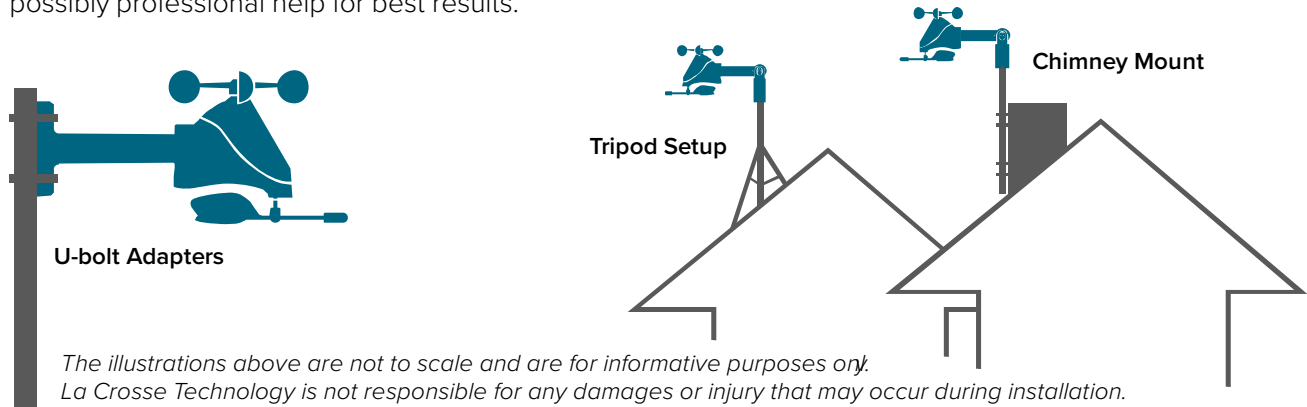 possibly professional help for best results.
Chimney Mount
Tripod Setup
U-bolt Adapters
The illustrations above are not to scale and are for informative purposes only.
La Crosse Technology is not responsible for any damages or injury that may occur during installation.